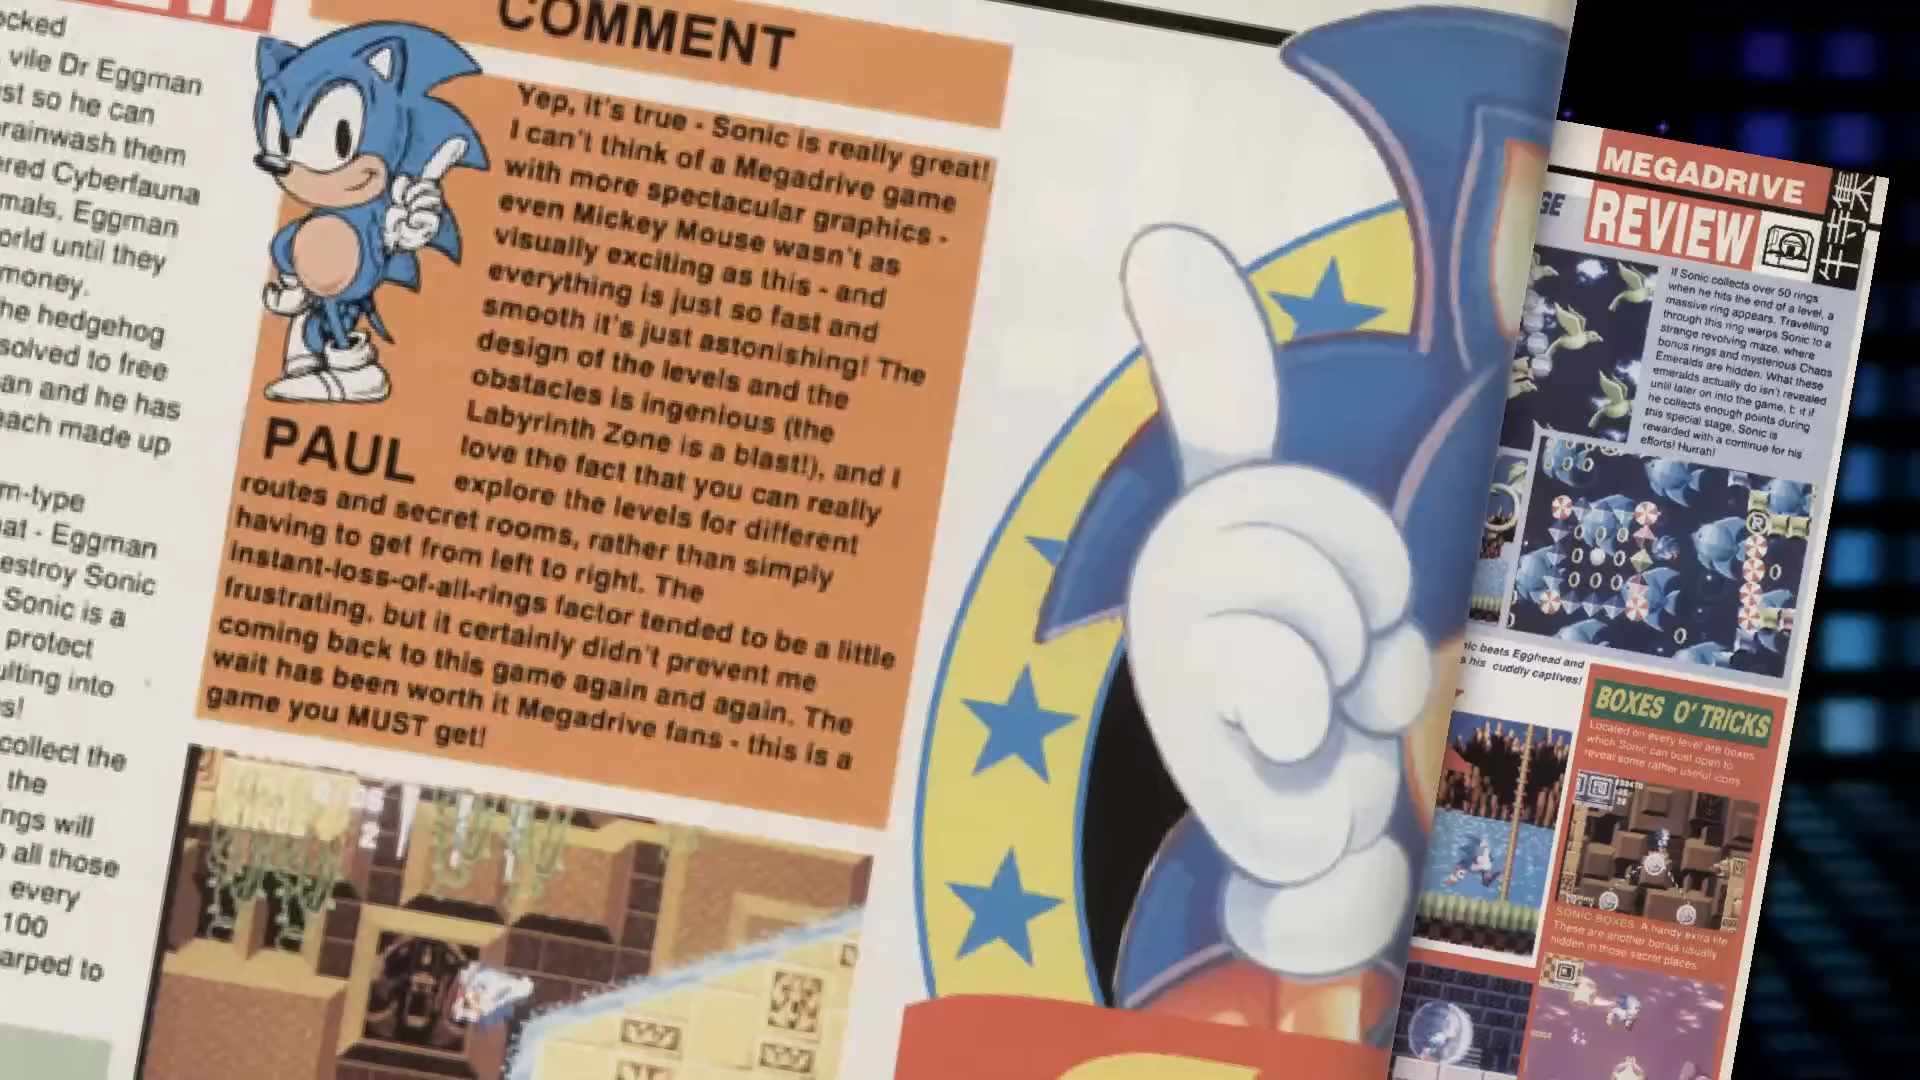 ocked
vile Dr Eggman
st so he can
rainwash them
red Cyberfauna
mals, Eggman
orld until they
money.
he hedgehog
solved to free
an and he has
each made up
m-type
at - Eggman
estroy Sonic
Sonic is a
protect
ulting into
s!
collect the
the
ngs will
all those
every
100
arped to
COMMENT
Yep, it's true - Sonic is really great!
I can't think of a Megadrive game
with more spectacular graphics -
even Mickey Mouse wasn't as
visually exciting as this - and
everything is just so fast and
smooth it's just astonishing! The
design of the levels and the
obstacles is ingenious (the
Labyrinth Zone is a blast!), and I
love the fact that you can really
explore the levels for different
routes and secret rooms, rather than simply
having to get from left to right. The
instant-loss-of-all-rings factor tended to be a little
frustrating, but it certainly didn't prevent me
coming back to this game again and again. The
wait has been worth it Megadrive fans - this is a
game you MUST get!
PAUL
MEGADRIVE
REVIEW
GE
If Sonic collects over 50 rings
when he hits the end of a level, a
massive ring appears. Travelling
through this ring warps Sonic to a
strange revolving maze, where
bonus rings and mysterious Chaos
Emeralds are hidden. What these
emeralds actually do isn't revealed
until later on into the game, but if
he collects enough points during
this special stage, Sonic is
rewarded with a continue for his
efforts! Hurrah!
nic beats Egghead and
s his cuddly captives!
BOXES O' TRICKS
Located on every level are boxes
which Sonic can bust open to
reveal some rather useful icons
SONIC BOXES: A handy extra life
These are another bonus usually
hidden in those secret places.